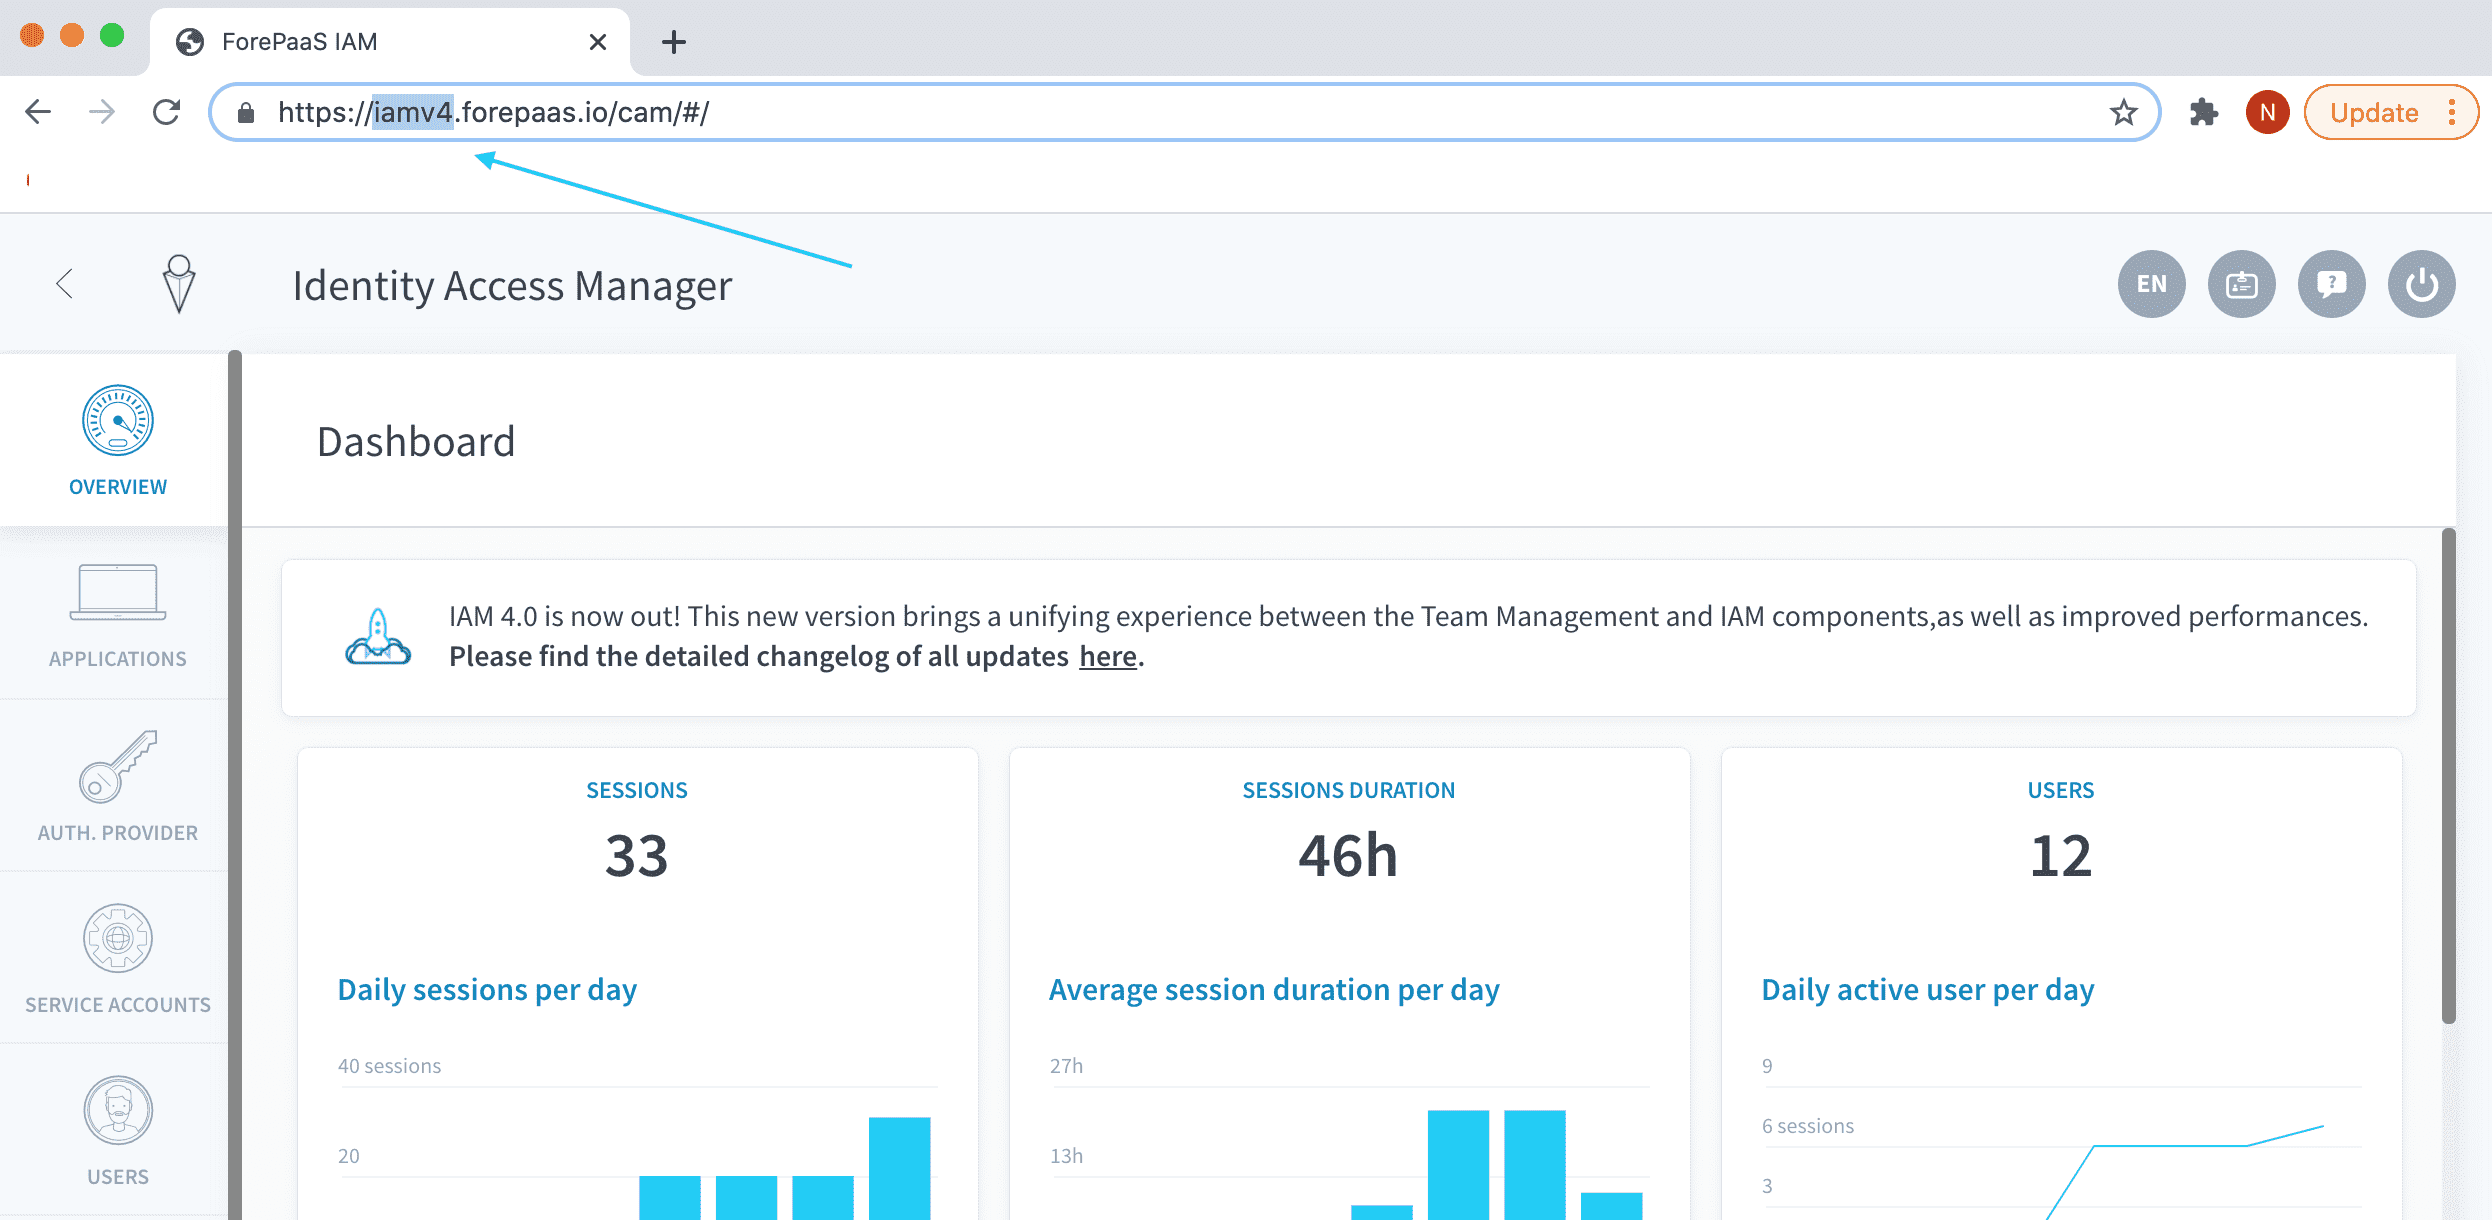 ForePaaS IAM
https://iamv4.forepaas.io/cam/#/
N
Update
Identity Access Manager
EN
?
OVERVIEW
APPLICATIONS
AUTH. PROVIDER
SERVICE ACCOUNTS
USERS
Dashboard
IAM 4.0 is now out! This new version brings a unifying experience between the Team Management and IAM components,as well as improved performances.
Please find the detailed changelog of all updates here.
SESSIONS
33
Daily sessions per day
40 sessions
20
SESSIONS DURATION
46h
Average session duration per day
27h
13h
USERS
12
Daily active user per day
9
6 sessions
3